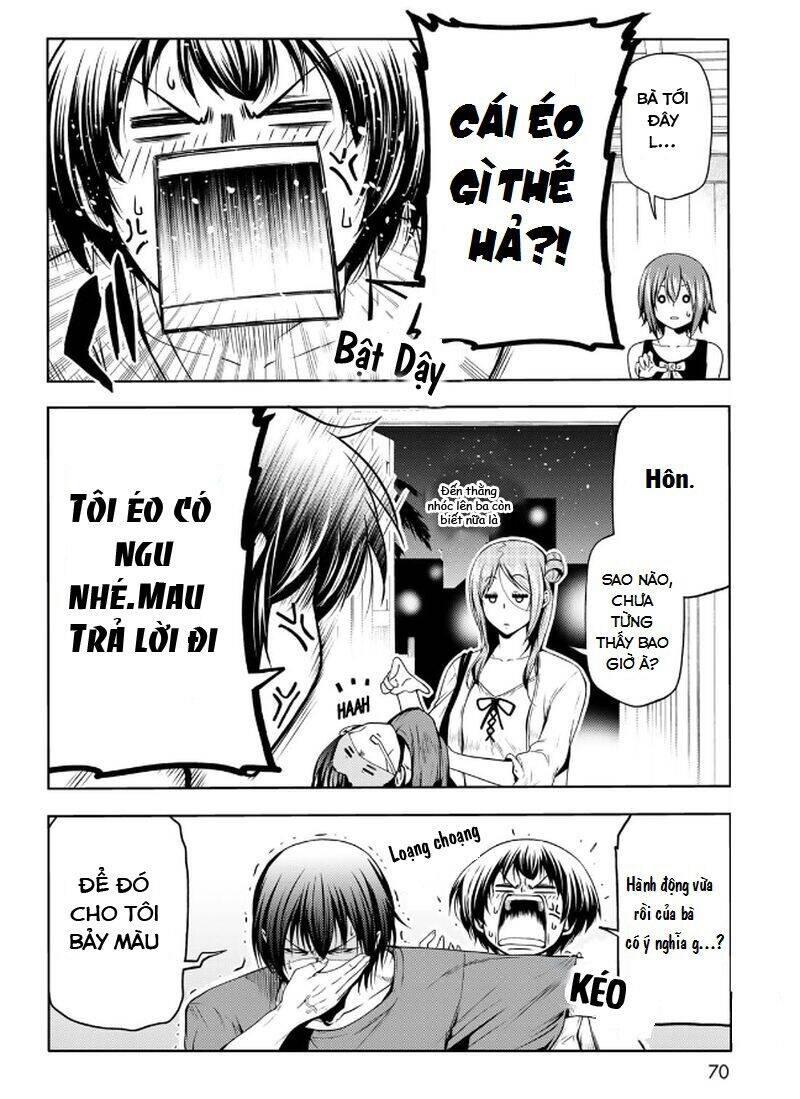 BÀ TỚI
ĐÂY
L...
CÁI ÉO
GÌ THẾ
HẢ?!
BẬT DẬY
Hôn.
SAO NÀO,
CHƯA
TỪNG
THẤY BAO
GIỜ À?
Đến thằng
nhóc lên ba còn
biết nữa là
HAAH
TÔI ÉO CÓ
NGU
NHÉ.MAU
TRẢ LỜI ĐI
Hành động vừa
rồi của bà
có ý nghĩa g...?
Loạng choạng
KÉO
ĐỂ ĐÓ
CHO TÔI
BẢY MÀU
70